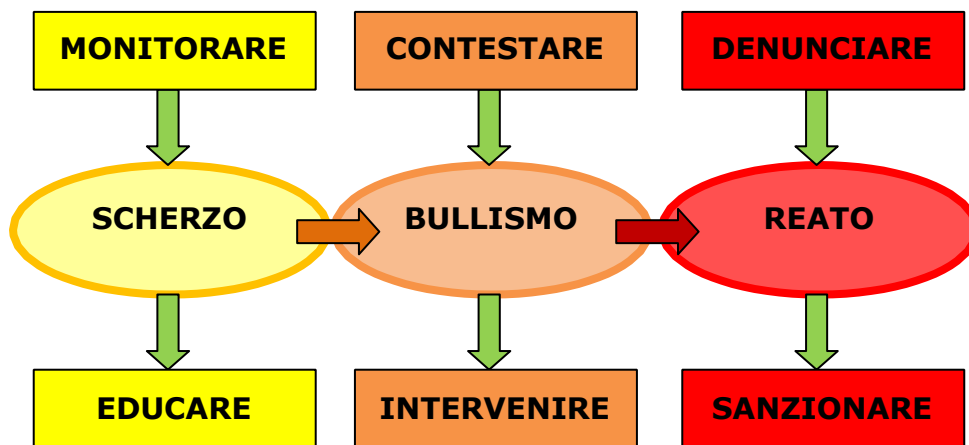 MONITORARE
CONTESTARE
DENUNCIARE
SCHERZO
BULLISMO
REATO
EDUCARE
INTERVENIRE
SANZIONARE